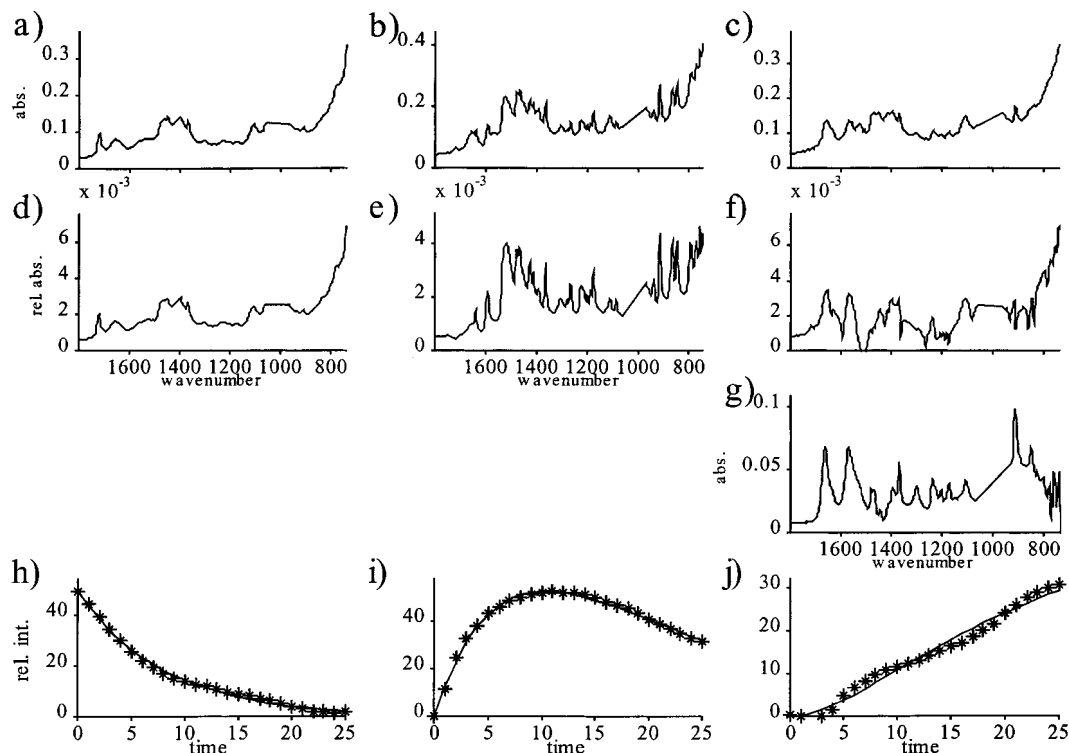 a) b) c)
0.3 0.4 0.3
abs.
0.2 0.2 0.2
0.1 0.1
0 0 0
x 10⁻³ x 10⁻³ x 10⁻³
d) e) f)
6 4 6
rel. abs.
4 2 4
2 2
0 0 0
1600 1400 1200 1000 800 1600 1400 1200 1000 800
wavenumber wavenumber
g)
0.1
abs.
0.05
0
1600 1400 1200 1000 800
wavenumber
h) i) j)
rel. int.
40 40 30
20 20 20
10
0 0 0
0 5 10 15 20 25 0 5 10 15 20 25 0 5 10 15 20 25
time time time